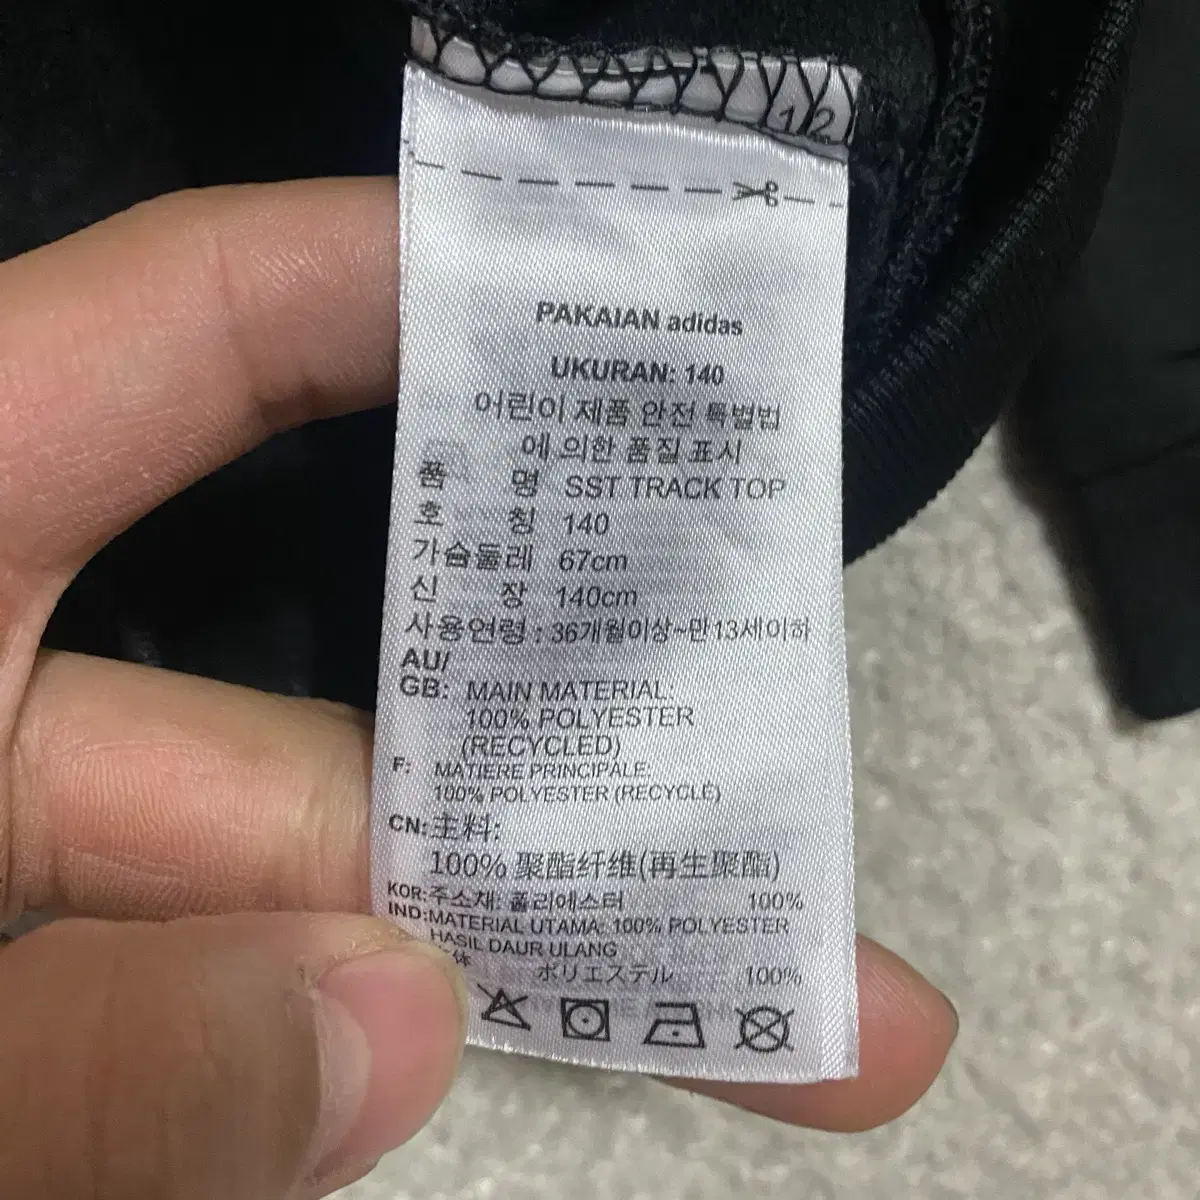 12
PAKAIAN adidas
UKURAN: 140
어린이 제품 안전 특별법
에 의한 품질 표시
품 명 SST TRACK TOP
호 칭 140
가슴둘레 67cm
신 장 140cm
사용연령 : 36개월이상~만13세이하
AU/
GB: MAIN MATERIAL:
100% POLYESTER
(RECYCLED)
F: MATIERE PRINCIPALE:
100% POLYESTER (RECYCLÉ)
CN:主料:
100% 聚酯纤维(再生聚酯)
KOR:주소재: 폴리에스터 100%
IND:MATERIAL UTAMA: 100% POLYESTER
HASIL DAUR ULANG
体 ポリエステル 100%